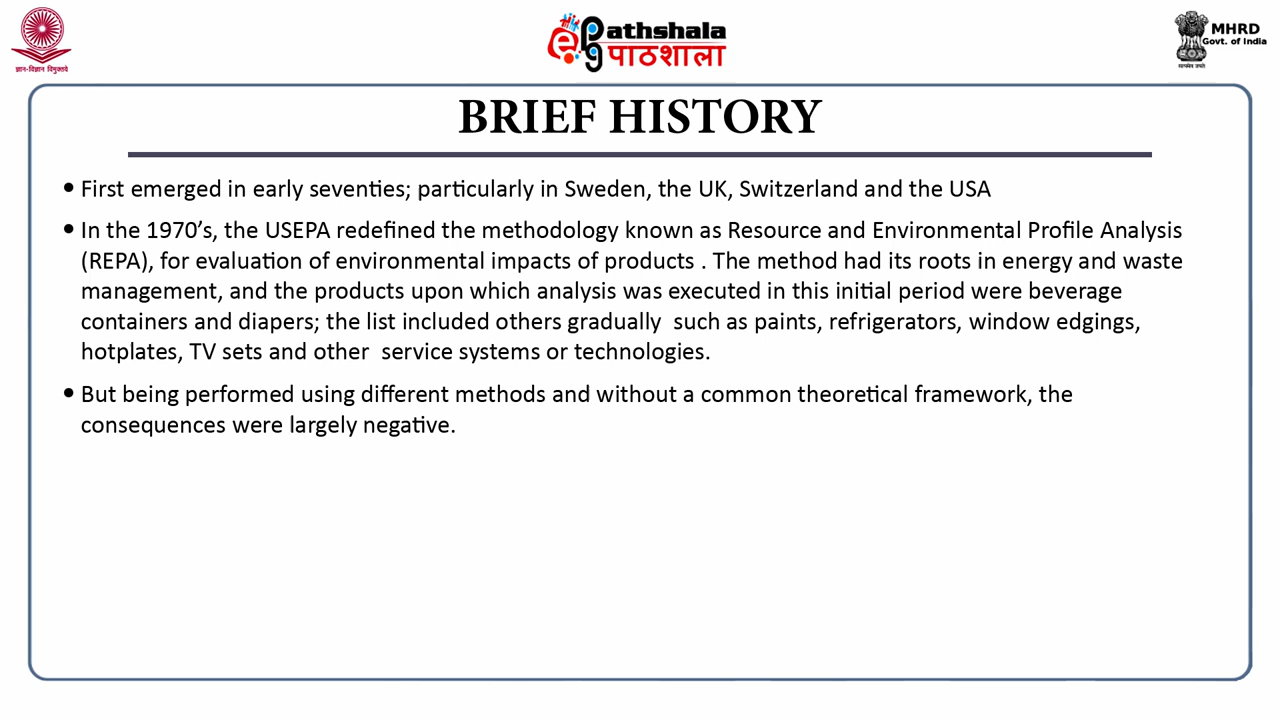 ज्ञान-विज्ञान विमुक्तये
ePG athshala
पाठशाला
MHRD
Govt. of India
सत्यमेव जयते
BRIEF HISTORY
• First emerged in early seventies; particularly in Sweden, the UK, Switzerland and the USA
• In the 1970’s, the USEPA redefined the methodology known as Resource and Environmental Profile Analysis
(REPA), for evaluation of environmental impacts of products . The method had its roots in energy and waste
management, and the products upon which analysis was executed in this initial period were beverage
containers and diapers; the list included others gradually  such as paints, refrigerators, window edgings,
hotplates, TV sets and other  service systems or technologies.
• But being performed using different methods and without a common theoretical framework, the
consequences were largely negative.